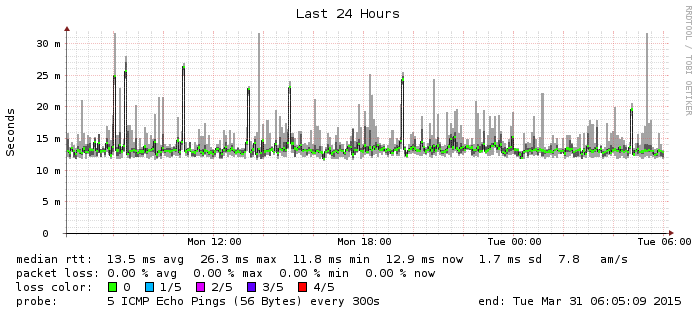 Last 24 Hours
RRDTOOL / TOBI OETIKER
Seconds
30 m
25 m
20 m
15 m
10 m
5 m
0
Mon 12:00 Mon 18:00 Tue 00:00 Tue 06:00
median rtt: 13.5 ms avg 26.3 ms max 11.8 ms min 12.9 ms now 1.7 ms sd 7.8 am/s
packet loss: 0.00 % avg 0.00 % max 0.00 % min 0.00 % now
loss color: 0 1/5 2/5 3/5 4/5
probe: 5 ICMP Echo Pings (56 Bytes) every 300s end: Tue Mar 31 06:05:09 2015